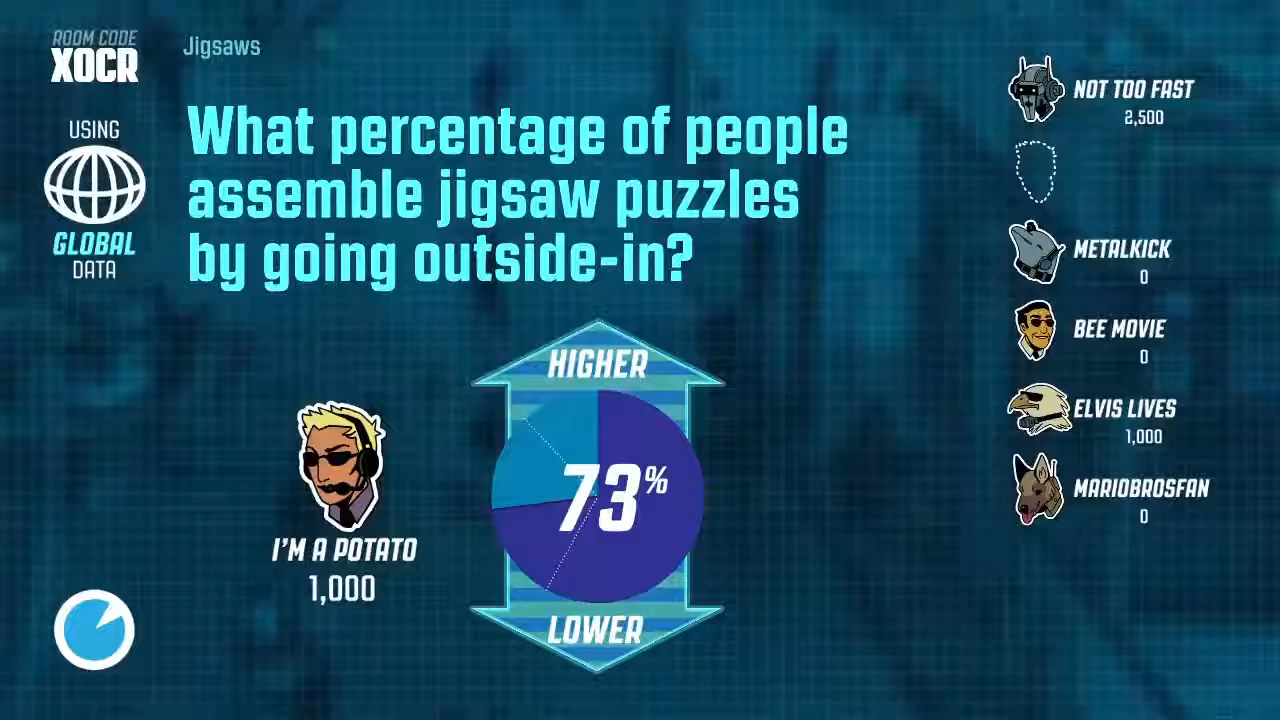 ROOM CODE
XOCR
Jigsaws
USING
GLOBAL
DATA
What percentage of people
assemble jigsaw puzzles
by going outside-in?
HIGHER
73%
LOWER
I'M A POTATO
1,000
NOT TOO FAST
2,500
METALKICK
0
BEE MOVIE
0
ELVIS LIVES
1,000
MARIOBROSFAN
0